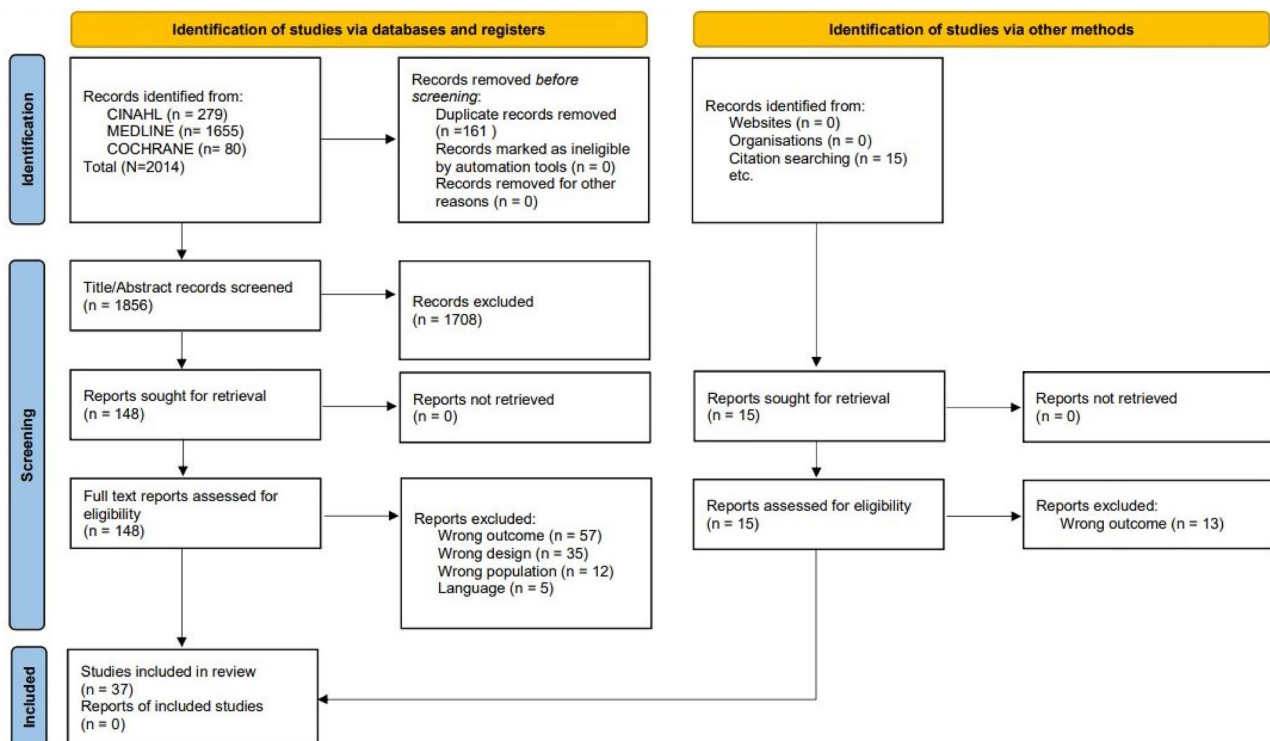 Identification of studies via databases and registers
Identification of studies via other methods
Identification
Records identified from:
CINAHL (n = 279)
MEDLINE (n= 1655)
COCHRANE (n= 80)
Total (N=2014)
Records removed before
screening:
Duplicate records removed
(n =161 )
Records marked as ineligible
by automation tools (n = 0)
Records removed for other
reasons (n = 0)
Records identified from:
Websites (n = 0)
Organisations (n = 0)
Citation searching (n = 15)
etc.
Screening
Title/Abstract records screened
(n = 1856)
Records excluded
(n = 1708)
Reports sought for retrieval
(n = 148)
Reports not retrieved
(n = 0)
Reports sought for retrieval
(n = 15)
Reports not retrieved
(n = 0)
Full text reports assessed for
eligibility
(n = 148)
Reports excluded:
Wrong outcome (n = 57)
Wrong design (n = 35)
Wrong population (n = 12)
Language (n = 5)
Reports assessed for eligibility
(n = 15)
Reports excluded:
Wrong outcome (n = 13)
Included
Studies included in review
(n = 37)
Reports of included studies
(n = 0)